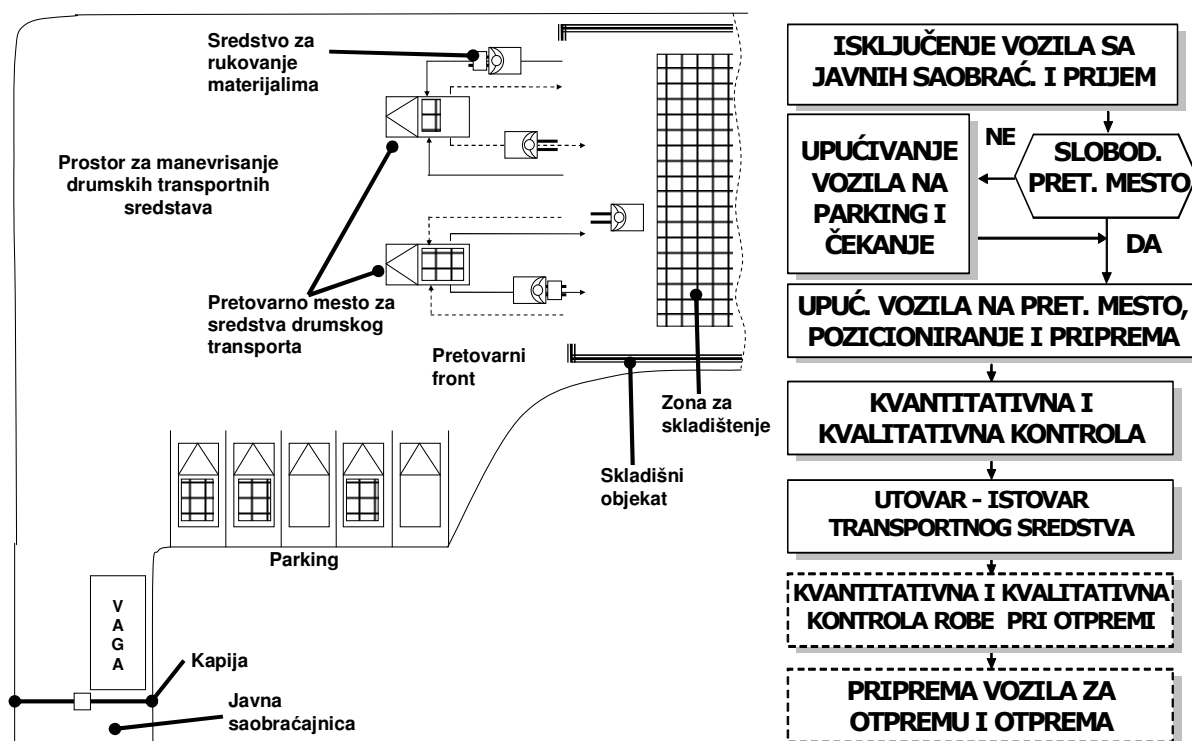 Sredstvo za
rukovanje
materijalima
Prostor za manevrisanje
drumskih transportnih
sredstava
Pretovarno mesto za
sredstva drumskog
transporta
Pretovarni
front
Zona za
skladištenje
Skladišni
objekat
Parking
V
A
G
A
Kapija
Javna
saobraćajnica
ISKLJUČENJE VOZILA SA
JAVNIH SAOBRAĆ. I PRIJEM
NE
SLOBOD.
PRET. MESTO
UPUĆIVANJE
VOZILA NA
PARKING I
ČEKANJE
DA
UPUĆ. VOZILA NA PRET. MESTO,
POZICIONIRANJE I PRIPREMA
KVANTITATIVNA I
KVALITATIVNA KONTROLA
UTOVAR - ISTOVAR
TRANSPORTNOG SREDSTVA
KVANTITATIVNA I KVALITATIVNA
KONTROLA ROBE PRI OTPREMI
PRIPREMA VOZILA ZA
OTPREMU I OTPREMA